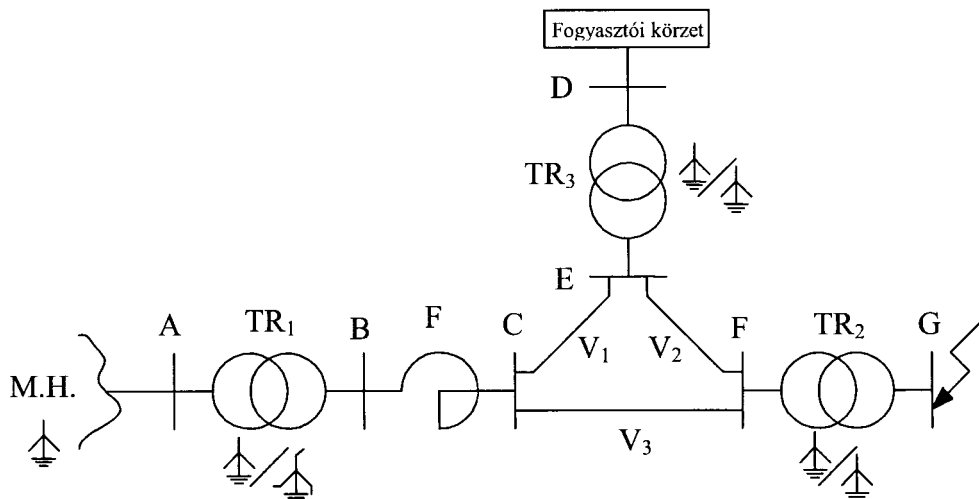 Fogyasztói körzet
D
TR₃
E
A
TR₁
B
F
C
V₁
V₂
F
TR₂
G
M.H.
V₃